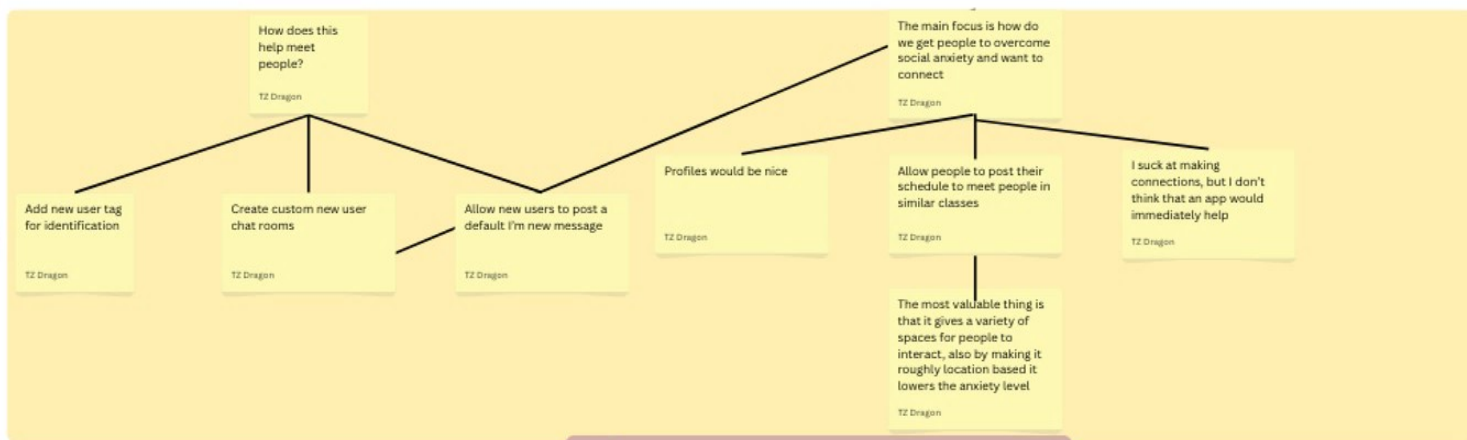 How does this
help meet
people?
TZ Dragon
The main focus is how do
we get people to overcome
social anxiety and want to
connect
TZ Dragon
Add new user tag
for identification
TZ Dragon
Create custom new user
chat rooms
TZ Dragon
Allow new users to post a
default I'm new message
TZ Dragon
Profiles would be nice
TZ Dragon
Allow people to post their
schedule to meet people in
similar classes
TZ Dragon
I suck at making
connections, but I don't
think that an app would
immediately help
TZ Dragon
The most valuable thing is
that it gives a variety of
spaces for people to
interact, also by making it
roughly location based it
lowers the anxiety level
TZ Dragon